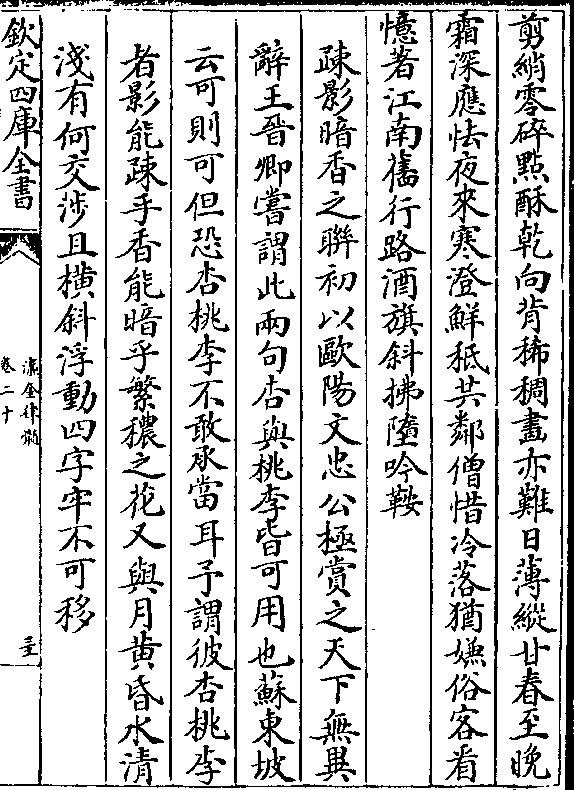 剪綃零碎點酥乾向背稀稠畫亦難日薄縱甘春至晚
霜深應怯夜來寒澄鮮秪共鄰僧惜冷落猶嫌俗客看
憶著江南舊行路酒旗斜拂墮吟鞍
疎影暗香之聯初以歐陽文忠公極賞之天下無異
辭王晉卿嘗謂此兩句杏與桃李皆可用也蘇東坡
云可則可但恐杏桃李不敢承當耳予謂彼杏桃李
者影能疎乎香能暗乎繁穠之花又與月黄昏水清
淺有何交涉且横斜浮動四字牢不可移
欽定四庫全書
瀛奎律髓
卷二十
三